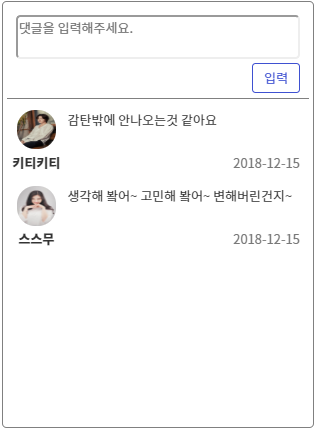 댓글을 입력해주세요.
입력
감탄밖에 안나오는것 같아요
키티키티 2018-12-15
생각해 봤어~ 고민해 봤어~ 변해버린건지~
스스무 2018-12-15